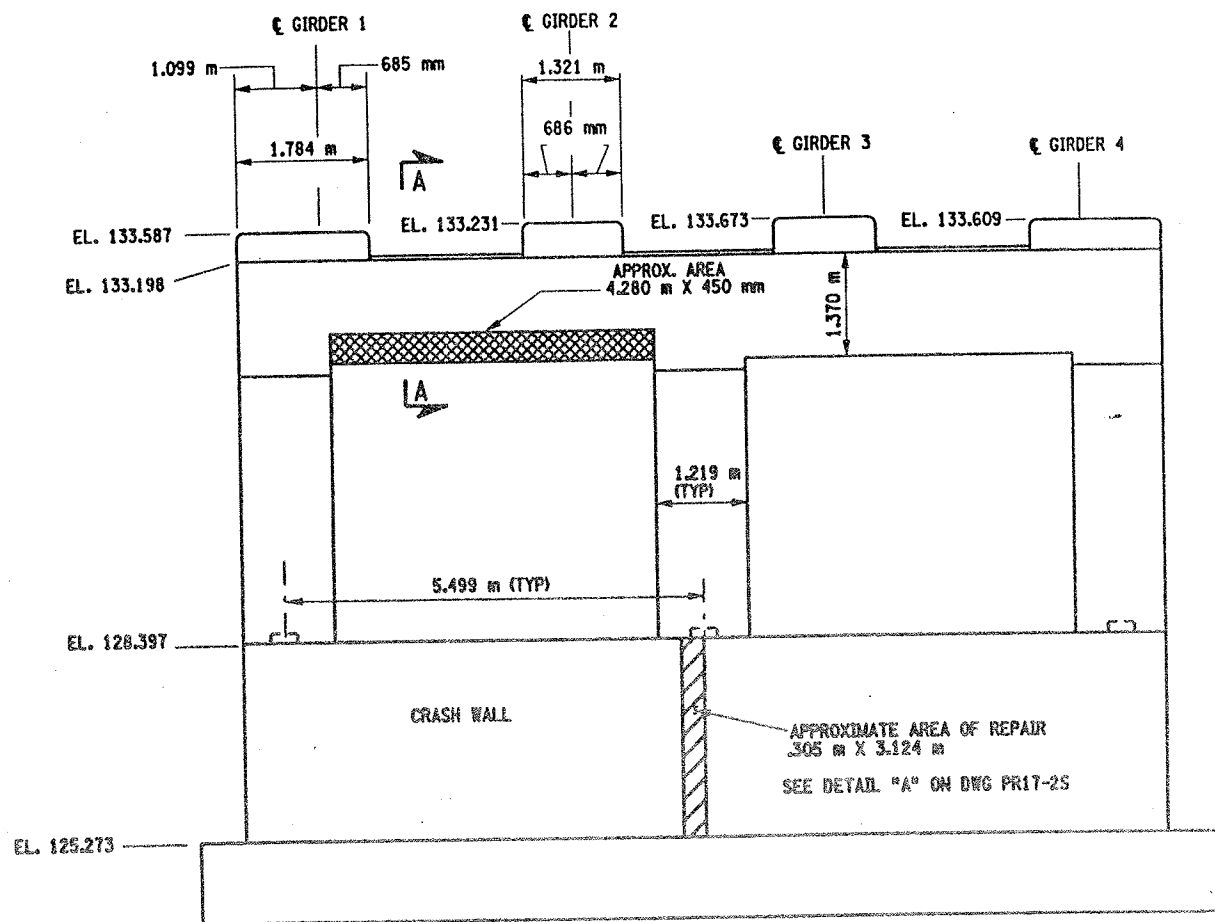 ℄ GIRDER 1
℄ GIRDER 2
1.099 m
685 mm
1.321 m
686 mm
1.784 m
A
℄ GIRDER 3
℄ GIRDER 4
EL. 133.587
EL. 133.231
EL. 133.673
EL. 133.609
EL. 133.198
APPROX. AREA
4.280 m X 450 mm
1.370 m
A
1.219 m
(TYP)
5.499 m (TYP)
EL. 128.397
CRASH WALL
APPROXIMATE AREA OF REPAIR
.305 m X 3.124 m
SEE DETAIL "A" ON DWG PR17-2S
EL. 125.273